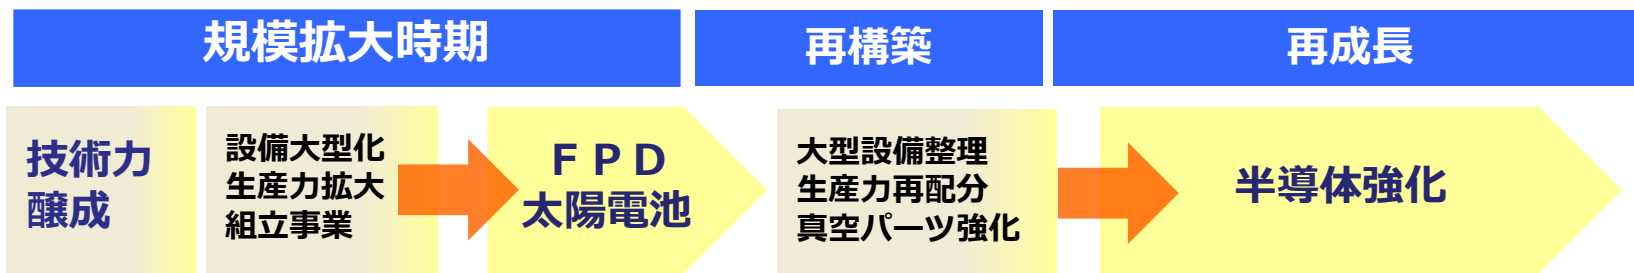 規模拡大時期
再構築
再成長
技術力
醸成
設備大型化
生産力拡大
組立事業
ＦＰＤ
太陽電池
大型設備整理
生産力再配分
真空パーツ強化
半導体強化